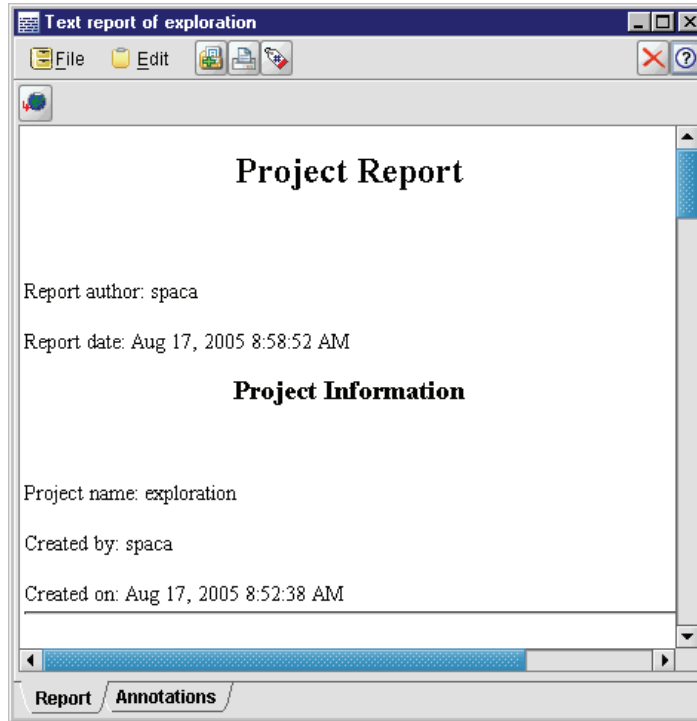 Text report of exploration
File Edit
Project Report
Report author: spaca
Report date: Aug 17, 2005 8:58:52 AM
Project Information
Project name: exploration
Created by: spaca
Created on: Aug 17, 2005 8:52:38 AM
Report Annotations